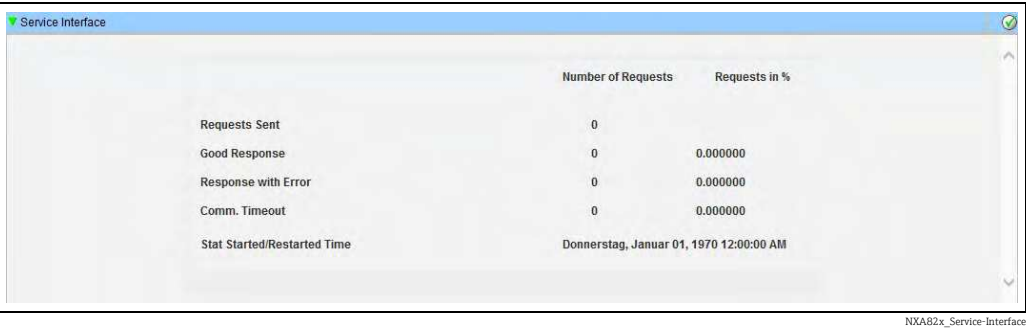 Service Interface
Number of Requests Requests in %
Requests Sent 0
Good Response 0 0.000000
Response with Error 0 0.000000
Comm. Timeout 0 0.000000
Stat Started/Restarted Time Donnerstag, Januar 01, 1970 12:00:00 AM
NXA82x_Service-Interface